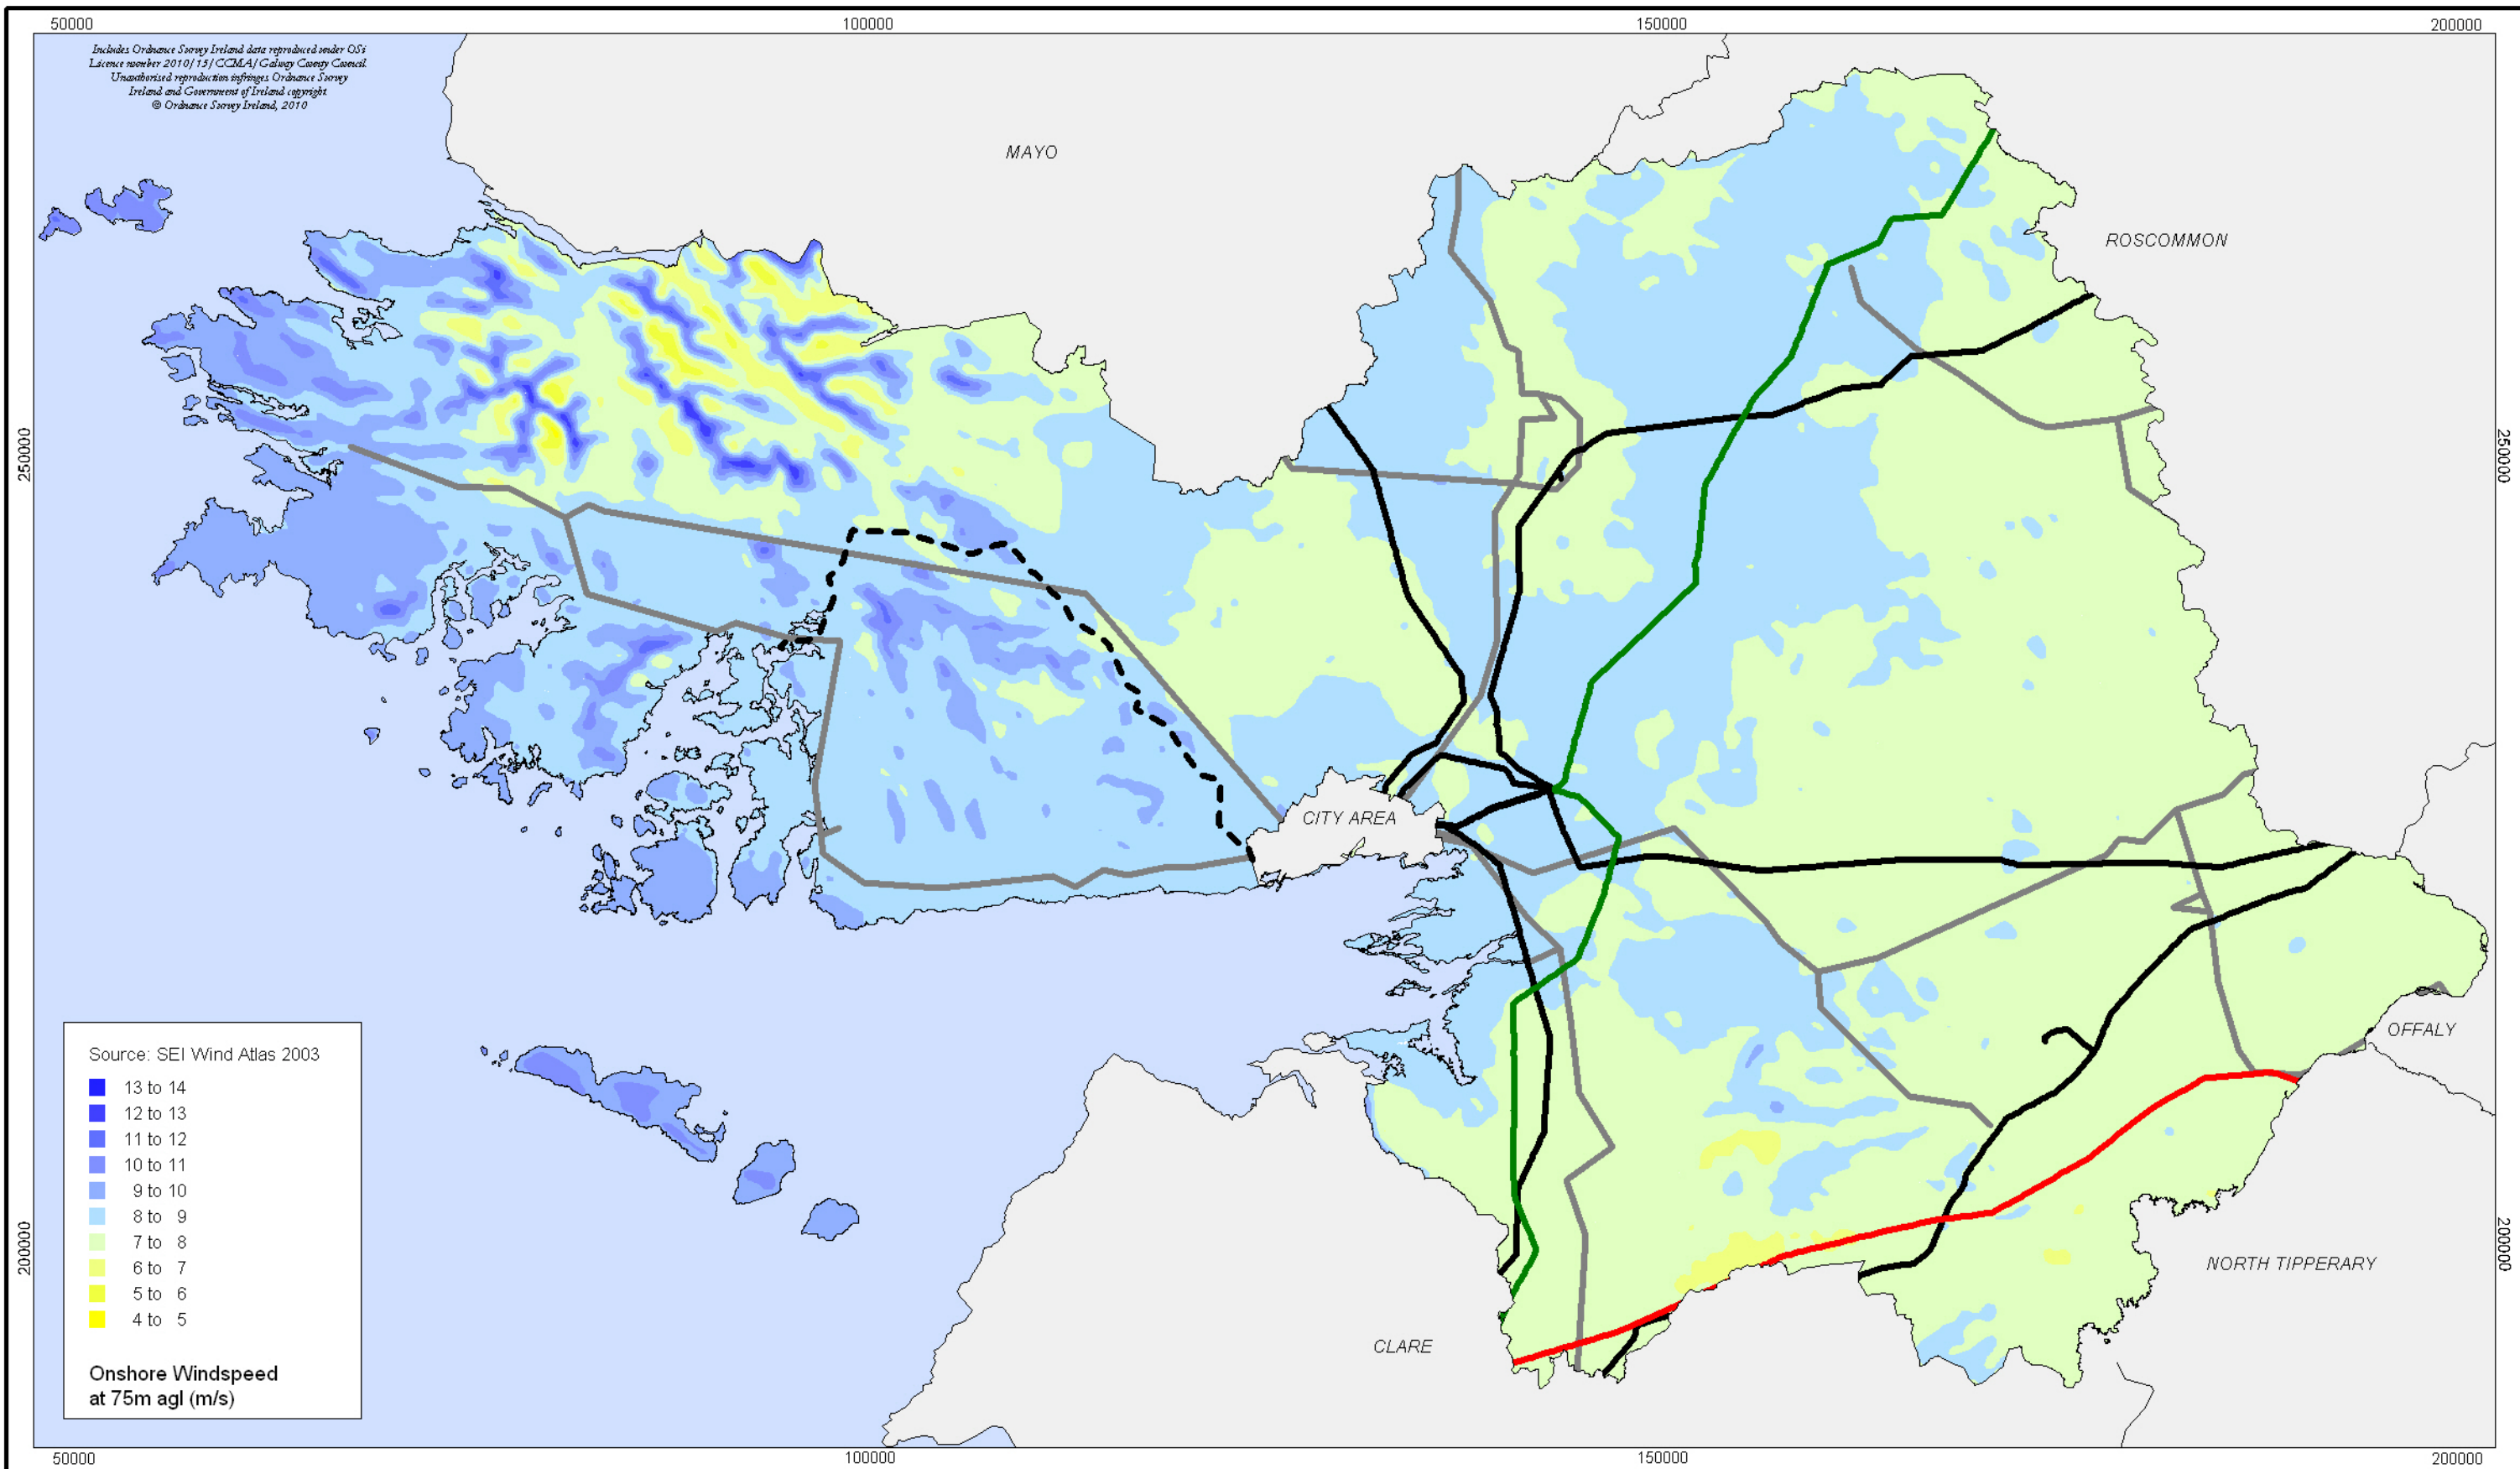 50000
100000
150000
200000
Includes Ordnance Survey Ireland data reproduced under OSi
Licence number 2010/15/CCMA/Galway County Council.
Unauthorised reproduction infringes Ordnance Survey
Ireland and Government of Ireland copyright.
© Ordnance Survey Ireland, 2010
MAYO
ROSCOMMON
250000
250000
CITY AREA
OFFALY
Source: SEI Wind Atlas 2003
13 to 14
12 to 13
11 to 12
10 to 11
9 to 10
8 to 9
7 to 8
6 to 7
5 to 6
4 to 5
Onshore Windspeed
at 75m agl (m/s)
200000
200000
NORTH TIPPERARY
CLARE
50000
100000
150000
200000